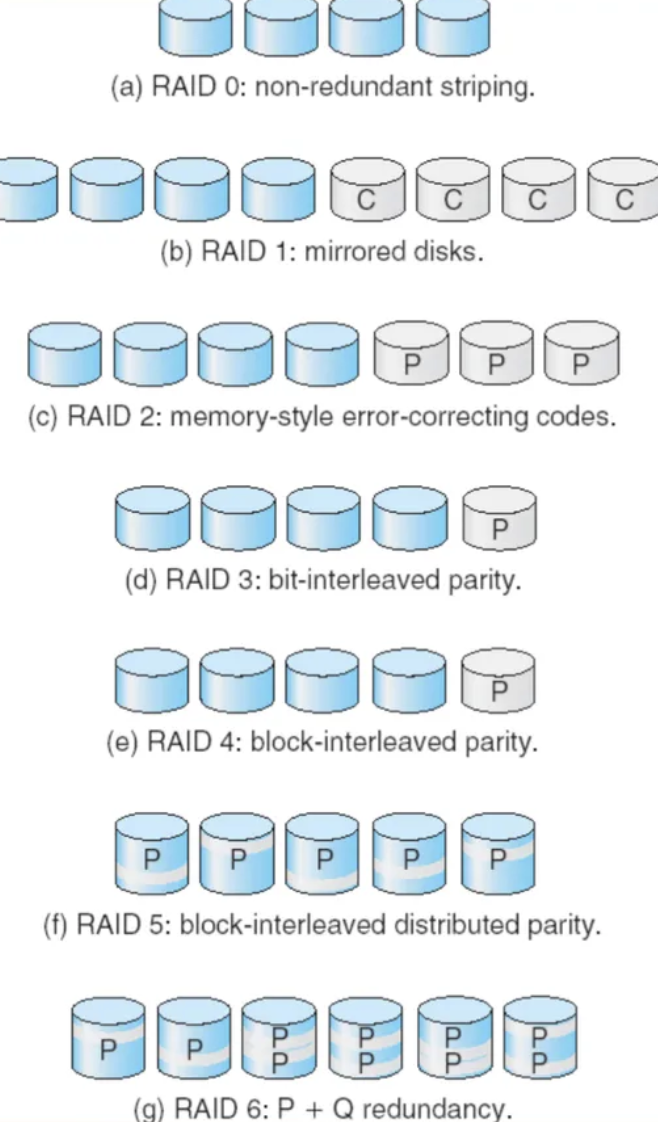 (a) RAID 0: non-redundant striping.
C C C C
(b) RAID 1: mirrored disks.
P P P
(c) RAID 2: memory-style error-correcting codes.
P
(d) RAID 3: bit-interleaved parity.
P
(e) RAID 4: block-interleaved parity.
P P P P P
(f) RAID 5: block-interleaved distributed parity.
P P P P
P P
P P P P
(g) RAID 6: P + Q redundancy.